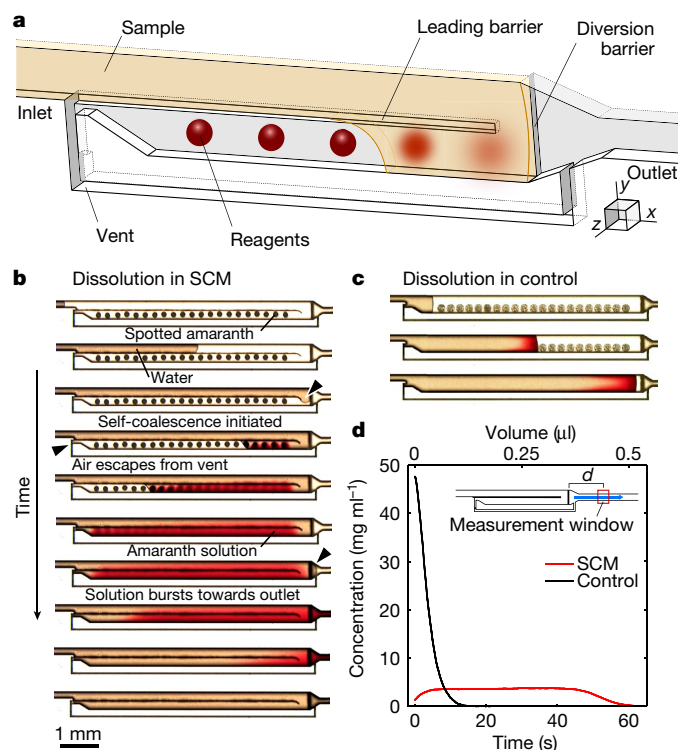 a
Sample
Leading barrier
Diversion
barrier
Inlet
Outlet
Vent
Reagents
y
z
x
b Dissolution in SCM
Spotted amaranth
Water
Self-coalescence initiated
Air escapes from vent
Time
Amaranth solution
Solution bursts towards outlet
1 mm
c Dissolution in control
d
Volume (μl)
0 0.25 0.5
Concentration (mg ml−1)
50
40
30
20
10
0
d
Measurement window
SCM
Control
0 20 40 60
Time (s)